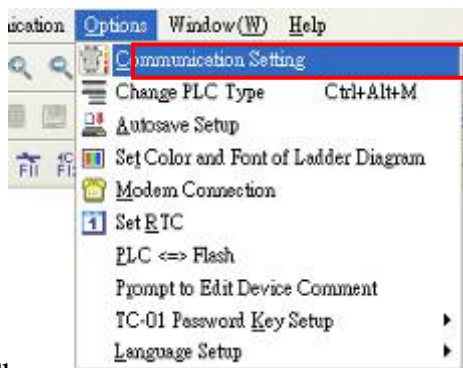 ication Options Window(W) Help
Communication Setting
Change PLC Type Ctrl+Alt+M
Autosave Setup
Set Color and Font of Ladder Diagram
Modem Connection
Set RTC
PLC <=> Flash
Prompt to Edit Device Comment
TC-01 Password Key Setup
Language Setup